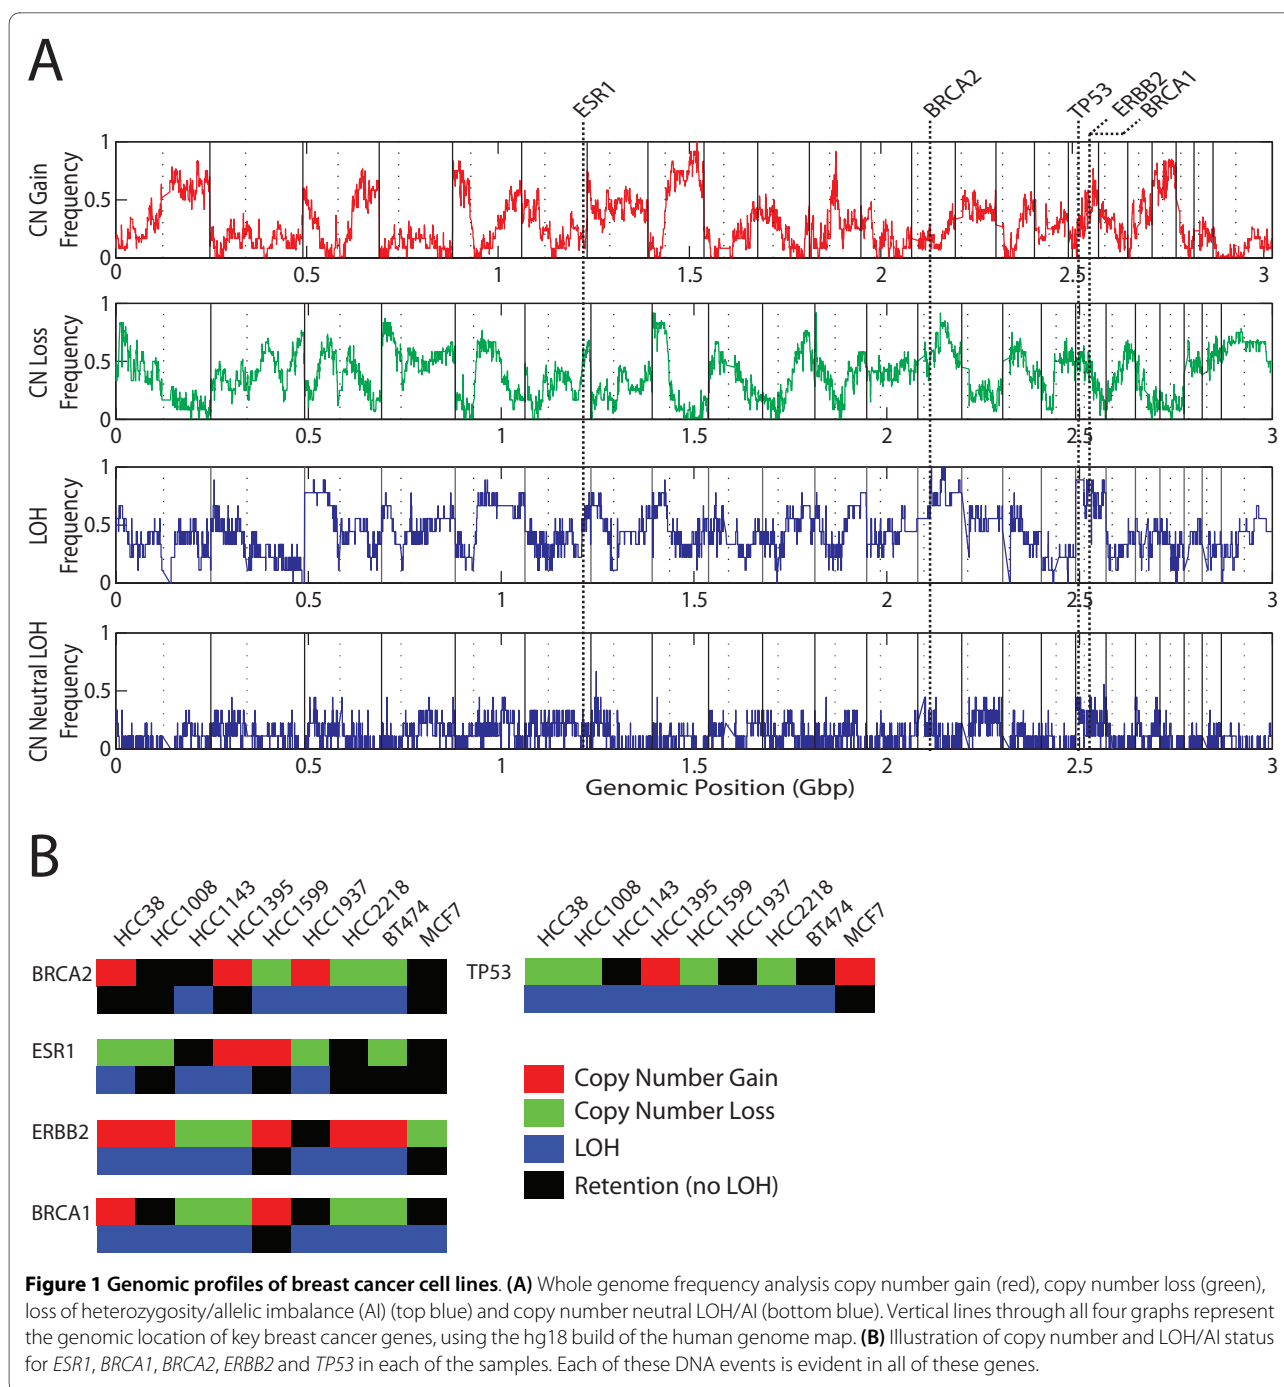 A
ESR1
BRCA2
TP53
ERBB2
BRCA1
CN Gain
Frequency
1
0.5
0
0 0.5 1 1.5 2 2.5 3
CN Loss
Frequency
1
0.5
0
0 0.5 1 1.5 2 2.5 3
LOH
Frequency
1
0.5
0
0 0.5 1 1.5 2 2.5 3
CN Neutral LOH
Frequency
1
0.5
0
0 0.5 1 1.5 2 2.5 3
Genomic Position (Gbp)
B
HCC38 HCC1008 HCC1143 HCC1395 HCC1599 HCC1937 HCC2218 BT474 MCF7
BRCA2
ESR1
ERBB2
BRCA1
HCC38 HCC1008 HCC1143 HCC1395 HCC1599 HCC1937 HCC2218 BT474 MCF7
TP53
Copy Number Gain
Copy Number Loss
LOH
Retention (no LOH)
Figure 1 Genomic profiles of breast cancer cell lines. (A) Whole genome frequency analysis copy number gain (red), copy number loss (green),
loss of heterozygosity/allelic imbalance (AI) (top blue) and copy number neutral LOH/AI (bottom blue). Vertical lines through all four graphs represent
the genomic location of key breast cancer genes, using the hg18 build of the human genome map. (B) Illustration of copy number and LOH/AI status
for ESR1, BRCA1, BRCA2, ERBB2 and TP53 in each of the samples. Each of these DNA events is evident in all of these genes.